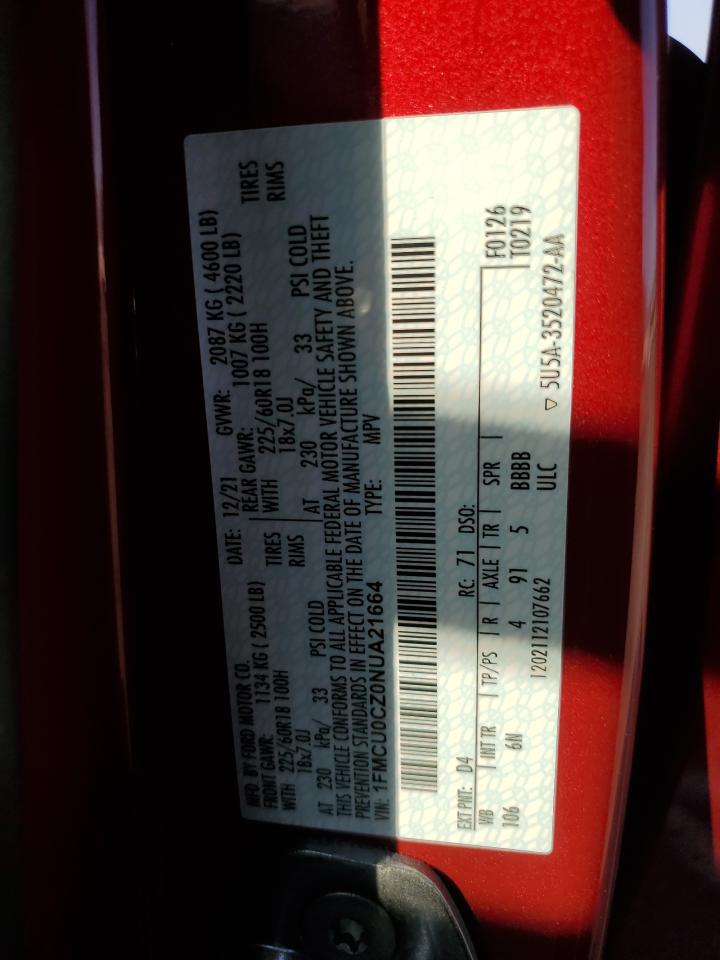 MFD. BY FORD MOTOR CO.
DATE: 12/21 GVWR: 2087 KG ( 4600 LB)
FRONT GAWR: 1134 KG ( 2500 LB) REAR GAWR: 1007 KG ( 2220 LB)
WITH 225/60R18 100H TIRES WITH 225/60R18 100H TIRES
18x7.0J RIMS 18x7.0J RIMS
AT 230 kPa/ 33 PSI COLD AT 230 kPa/ 33 PSI COLD
THIS VEHICLE CONFORMS TO ALL APPLICABLE FEDERAL MOTOR VEHICLE SAFETY AND THEFT
PREVENTION STANDARDS IN EFFECT ON THE DATE OF MANUFACTURE SHOWN ABOVE.
VIN: 1FMCU0CZ0NUA21664 TYPE: MPV
EXT PNT: D4 RC: 71 DSO: F0126
WB INT TR TP/PS R AXLE TR SPR T0219
106 6N 4 91 5 BBBB
ULC
1202112107662 ▽ 5U5A-3520472-AA